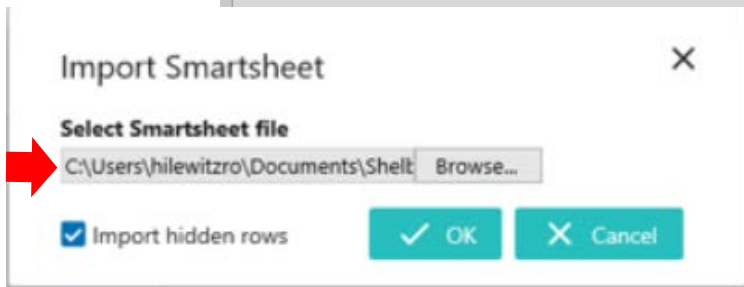 Import Smartsheet
Select Smartsheet file
C:\Users\hilewitzro\Documents\Shelb Browse...
Import hidden rows OK Cancel